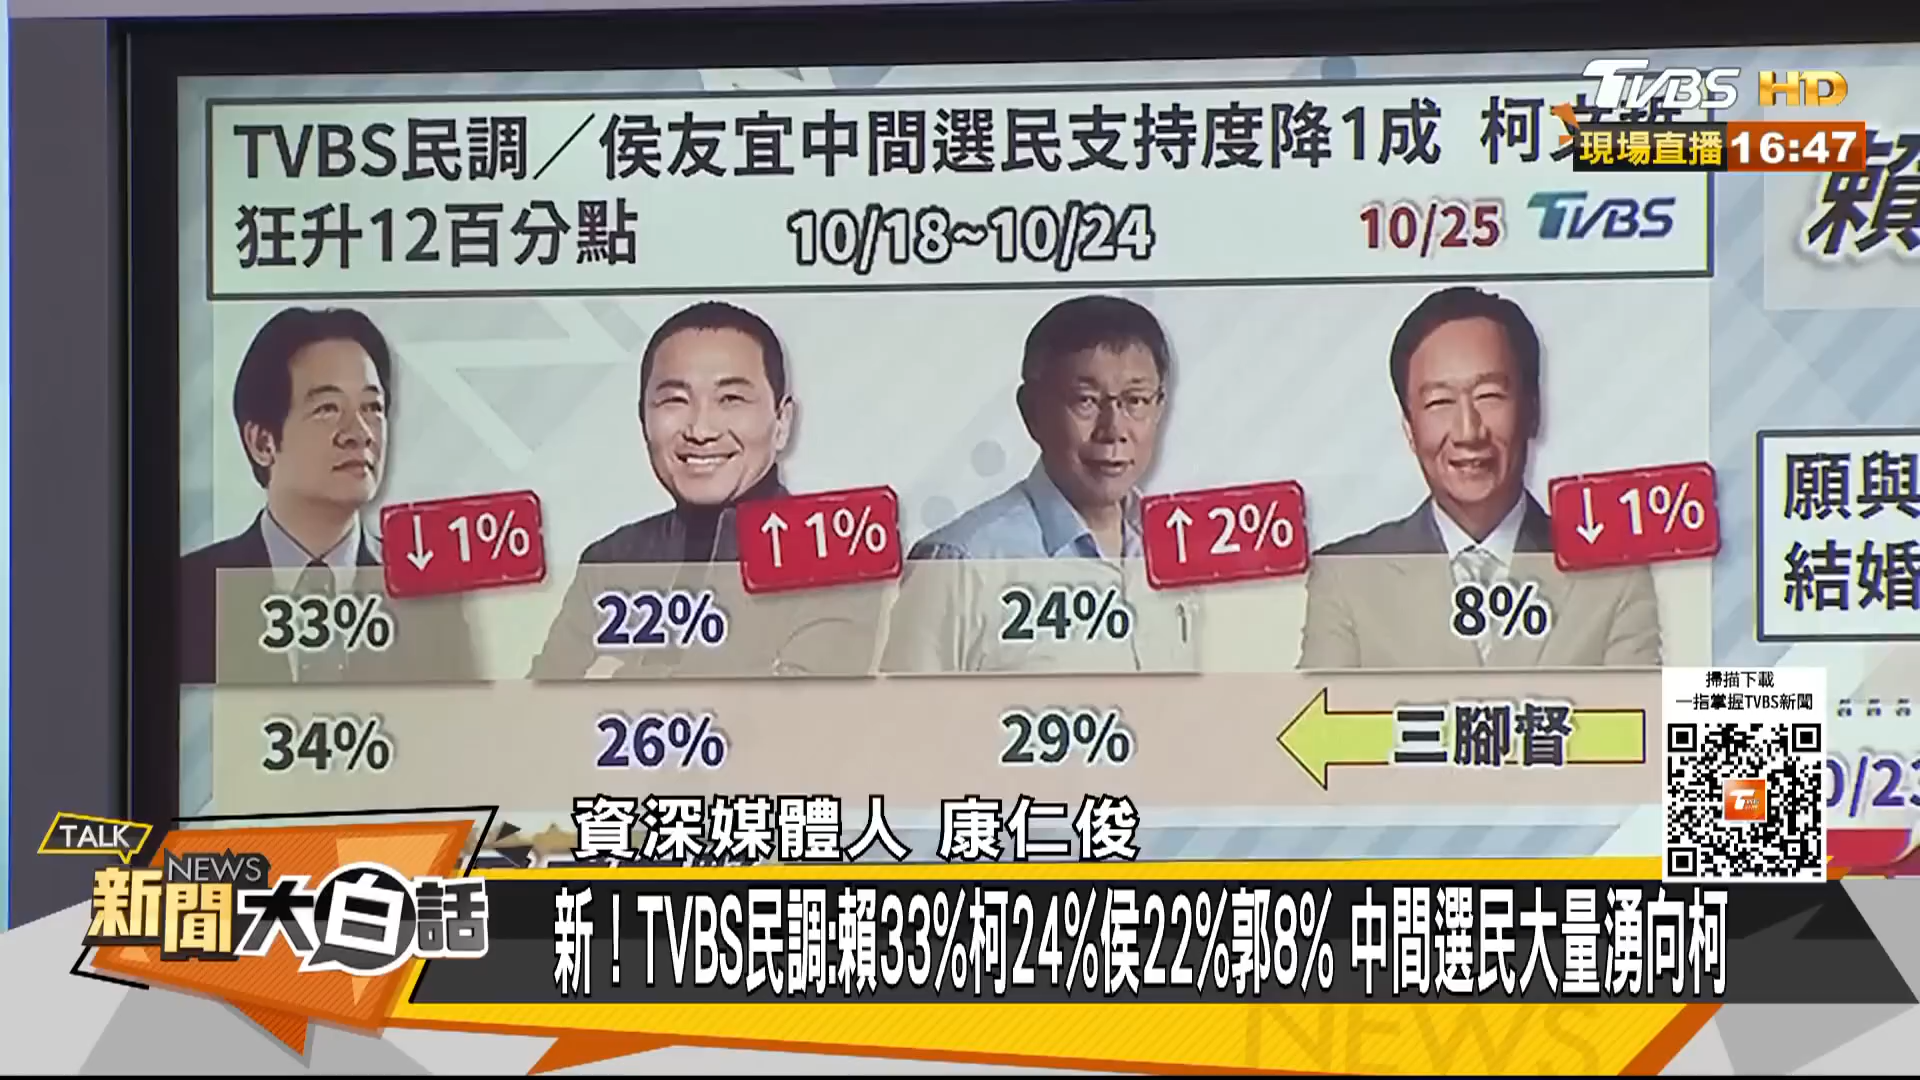 TVBS HD
現場直播 16:47
TVBS民調／侯友宜中間選民支持度降1成 柯文哲
狂升12百分點 10/18~10/24 10/25 TVBS
賴
↓1% ↑1% ↑2% ↓1%
33% 22% 24% 8%
34% 26% 29% 三腳督
願與
結婚
掃描下載
一指掌握TVBS新聞
資深媒體人 康仁俊
TALK
NEWS
新聞大白話
新！TVBS民調:賴33%柯24%侯22%郭8% 中間選民大量湧向柯
NEWS